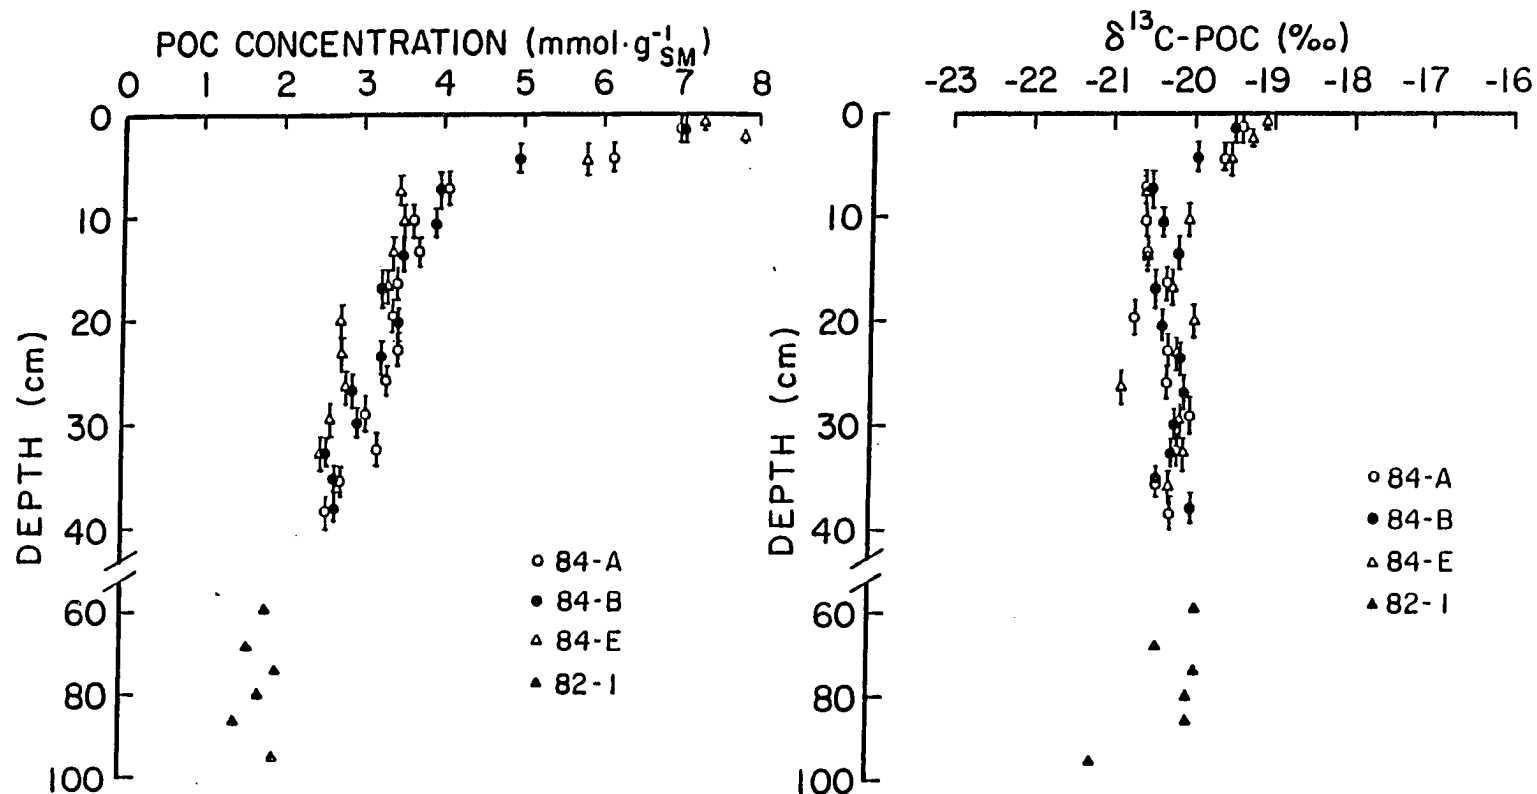 POC CONCENTRATION (mmol·g⁻¹SM)
0 1 2 3 4 5 6 7 8
0
10
20
30
40
60
80
100
DEPTH (cm)
84-A
84-B
84-E
82-1
δ¹³C-POC (‰)
-23 -22 -21 -20 -19 -18 -17 -16
0
10
20
30
40
60
80
100
DEPTH (cm)
84-A
84-B
84-E
82-1